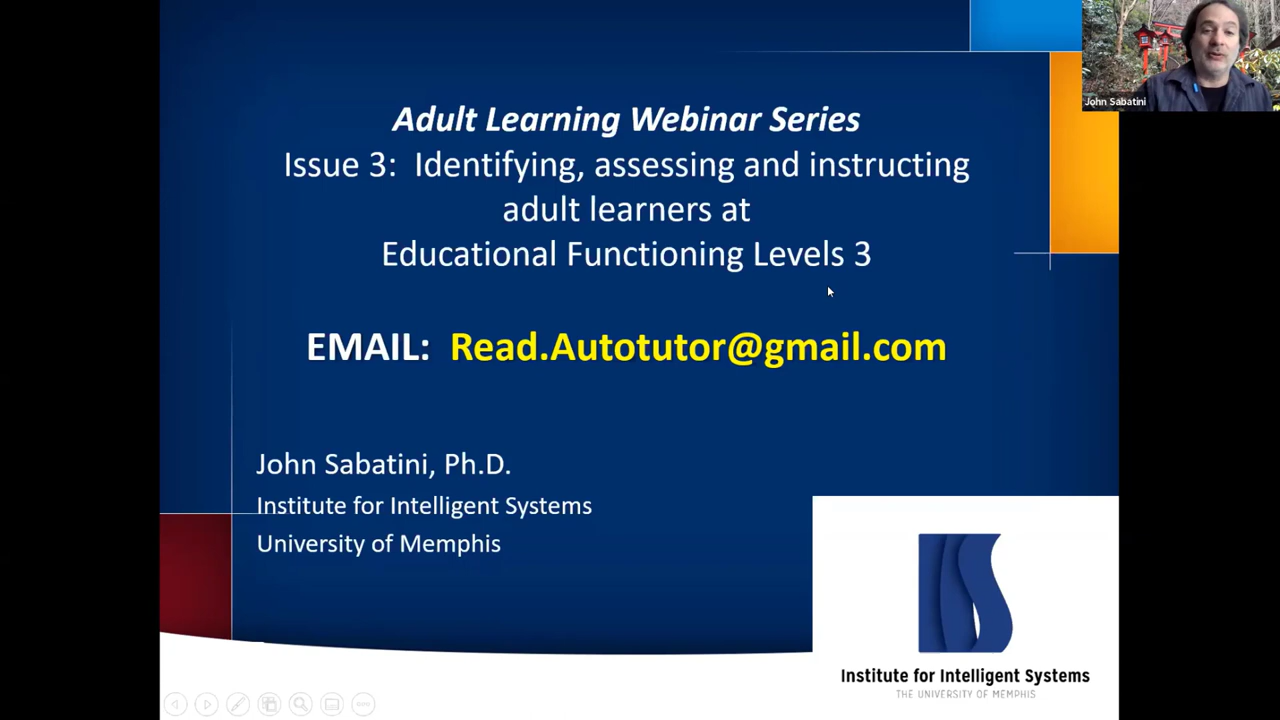 John Sabatini
Adult Learning Webinar Series
Issue 3: Identifying, assessing and instructing
adult learners at
Educational Functioning Levels 3
EMAIL: Read.Autotutor@gmail.com
John Sabatini, Ph.D.
Institute for Intelligent Systems
University of Memphis
Institute for Intelligent Systems
THE UNIVERSITY OF MEMPHIS